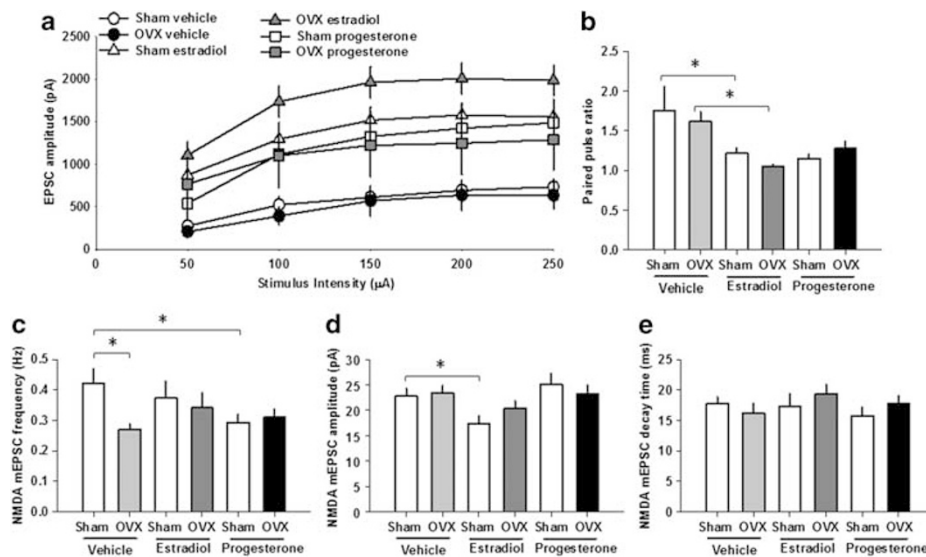 a
Sham vehicle
OVX vehicle
Sham estradiol
OVX estradiol
Sham progesterone
OVX progesterone
EPSC amplitude (pA)
2500
2000
1500
1000
500
0
0 50 100 150 200 250
Stimulus Intensity (µA)
b
Paired pulse ratio
2.5
2.0
1.5
1.0
0.5
0.0
* *
Sham OVX Sham OVX Sham OVX
Vehicle Estradiol Progesterone
c
NMDA mEPSC frequency (Hz)
0.5
0.4
0.3
0.2
0.1
0.0
* *
Sham OVX Sham OVX Sham OVX
Vehicle Estradiol Progesterone
d
NMDA mEPSC amplitude (pA)
30
25
20
15
10
5
0
*
Sham OVX Sham OVX Sham OVX
Vehicle Estradiol Progesterone
e
NMDA mEPSC decay time (ms)
30
25
20
15
10
5
0
Sham OVX Sham OVX Sham OVX
Vehicle Estradiol Progesterone